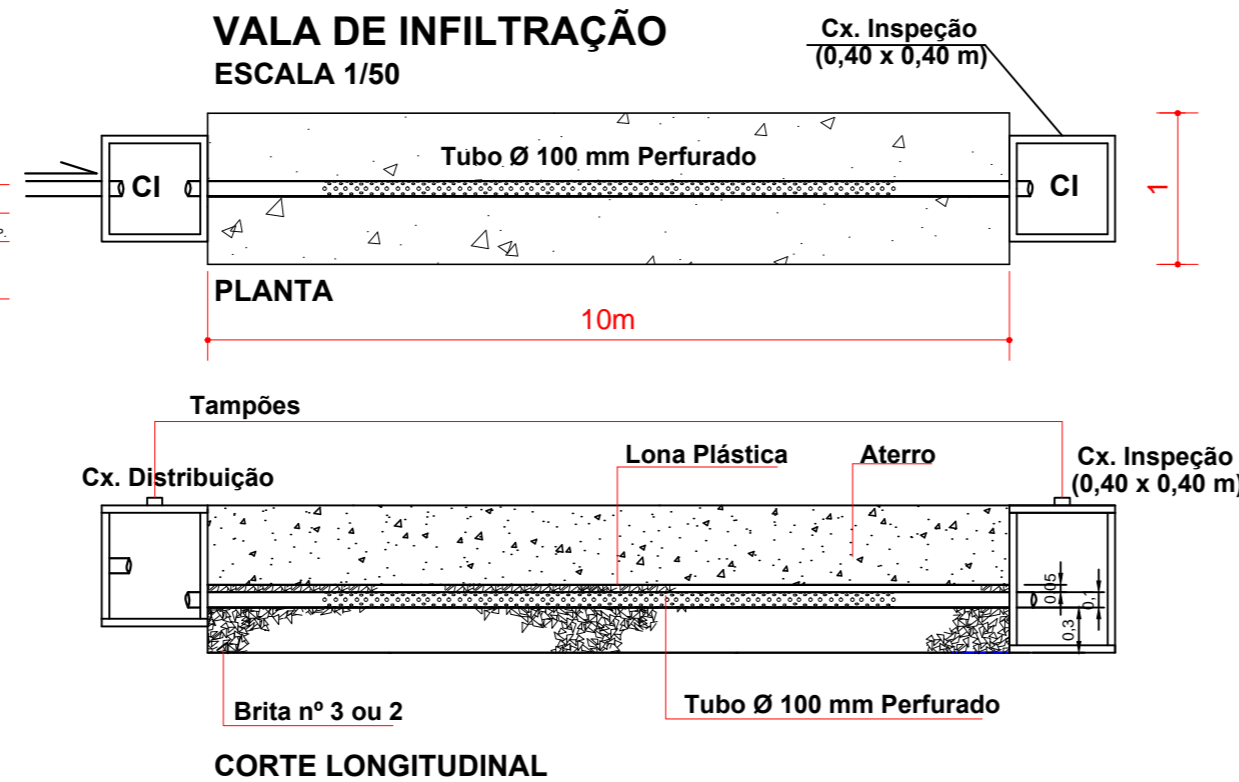 VALA DE INFILTRAÇÃO
ESCALA 1/50
Cx. Inspeção
(0,40 x 0,40 m)
Tubo Ø 100 mm Perfurado
CI
CI
1
PLANTA
10m
Tampões
Cx. Distribuição
Lona Plástica
Aterro
Cx. Inspeção
(0,40 x 0,40 m)
0,05
0,1
0,3
Brita nº 3 ou 2
Tubo Ø 100 mm Perfurado
CORTE LONGITUDINAL